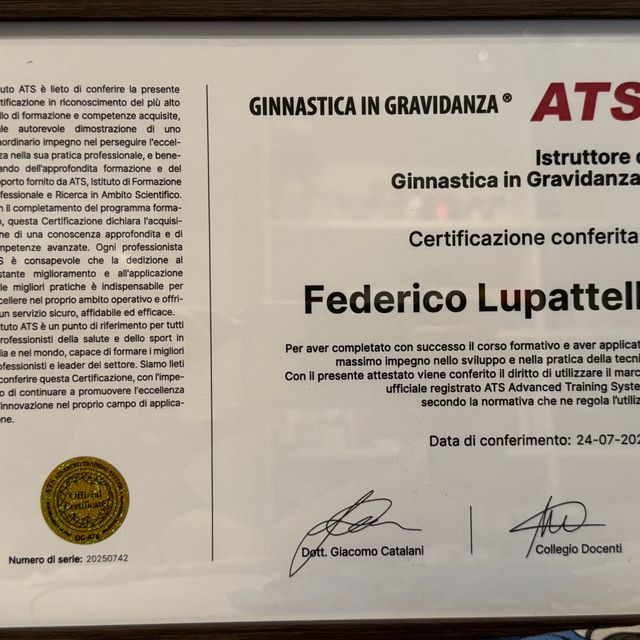 uto ATS è lieto di conferire la presente
tificazione in riconoscimento del più alto
llo di formazione e competenze acquisite,
le autorevole dimostrazione di uno
ordinario impegno nel perseguire l'eccel-
za nella sua pratica professionale, e bene-
ando dell'approfondita formazione e del
pporto fornito da ATS, Istituto di Formazione
fessionale e Ricerca in Ambito Scientifico.
n il completamento del programma forma-
o, questa Certificazione dichiara l'acquisi-
ne di una conoscenza approfondita e di
mpetenze avanzate. Ogni professionista
S è consapevole che la dedizione al
stante miglioramento e all'applicazione
le migliori pratiche è indispensabile per
cellere nel proprio ambito operativo e offri-
un servizio sicuro, affidabile ed efficace.
tuto ATS è un punto di riferimento per tutti
rofessionisti della salute e dello sport in
lia e nel mondo, capace di formare i migliori
ofessionisti e leader del settore. Siamo lieti
conferire questa Certificazione, con l'impe-
o di continuare a promuovere l'eccellenza
'innovazione nel proprio campo di applica-
one.
Official
Certificate
Numero di serie: 20250742
GINNASTICA IN GRAVIDANZA ® ATS
Istruttore d
Ginnastica in Gravidanza
Certificazione conferita
Federico Lupattell
Per aver completato con successo il corso formativo e aver applicat
massimo impegno nello sviluppo e nella pratica della tecni
Con il presente attestato viene conferito il diritto di utilizzare il marc
ufficiale registrato ATS Advanced Training Syste
secondo la normativa che ne regola l'utiliz
Data di conferimento: 24-07-202
Dott. Giacomo Catalani
Collegio Docenti